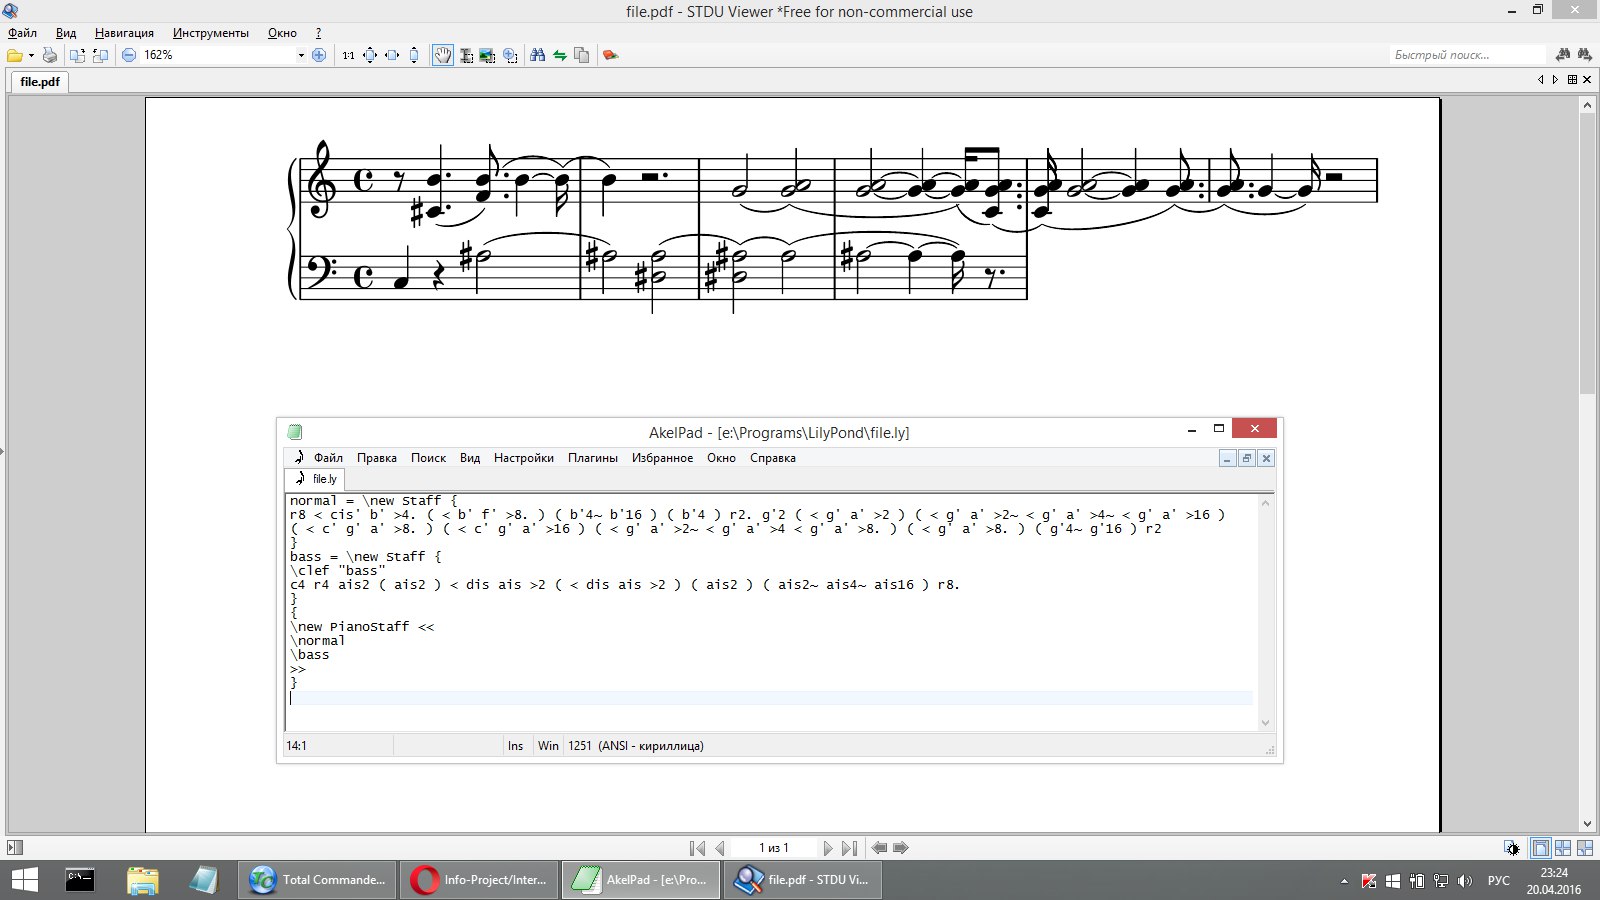 file.pdf - STDU Viewer *Free for non-commercial use
Файл Вид Навигация Инструменты Окно ?
162% 1:1 Быстрый поиск...
file.pdf
AkelPad - [e:\Programs\LilyPond\file.ly]
Файл Правка Поиск Вид Настройки Плагины Избранное Окно Справка
file.ly
normal = \new Staff {
r8 < cis' b' >4. ( < b' f' >8. ) ( b'4~ b'16 ) ( b'4 ) r2. g'2 ( < g' a' >2 ) ( < g' a' >2~ < g' a' >4~ < g' a' >16 )
( < c' g' a' >8. ) ( < c' g' a' >16 ) ( < g' a' >2~ < g' a' >4 < g' a' >8. ) ( < g' a' >8. ) ( g'4~ g'16 ) r2
}
bass = \new Staff {
\clef "bass"
c4 r4 ais2 ( ais2 ) < dis ais >2 ( < dis ais >2 ) ( ais2 ) ( ais2~ ais4~ ais16 ) r8.
}
{
\new PianoStaff <<
\normal
\bass
>>
}
14:1 Ins Win 1251 (ANSI - кириллица)
1 из 1
C:\_ Total Commande... Info-Project/Inter... AkelPad - [e:\Pro... file.pdf - STDU Vi... РУС 23:24
20.04.2016